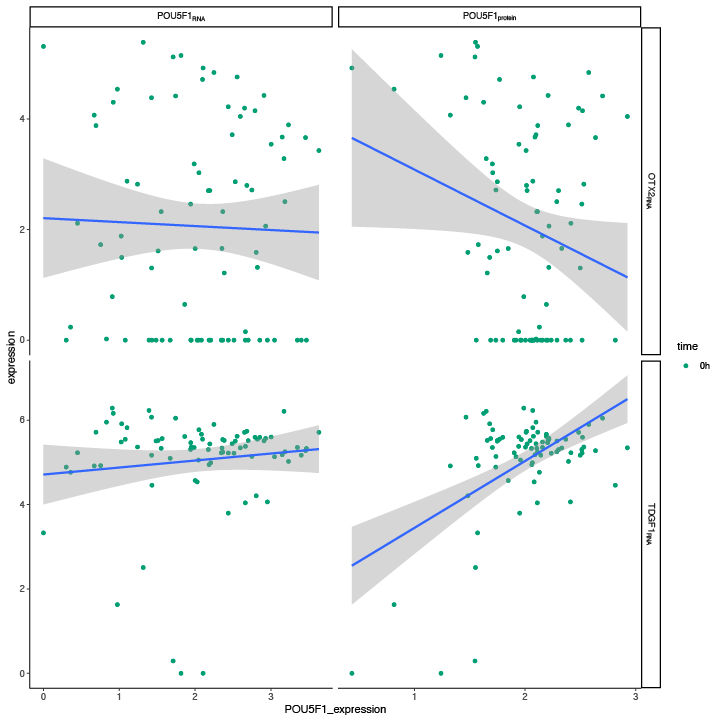 POU5F1RNA
POU5F1protein
4
2
0
OTX2RNA
6
4
2
0
TDGF1RNA
expression
0 1 2 3
1 2 3
POU5F1_expression
time
0h